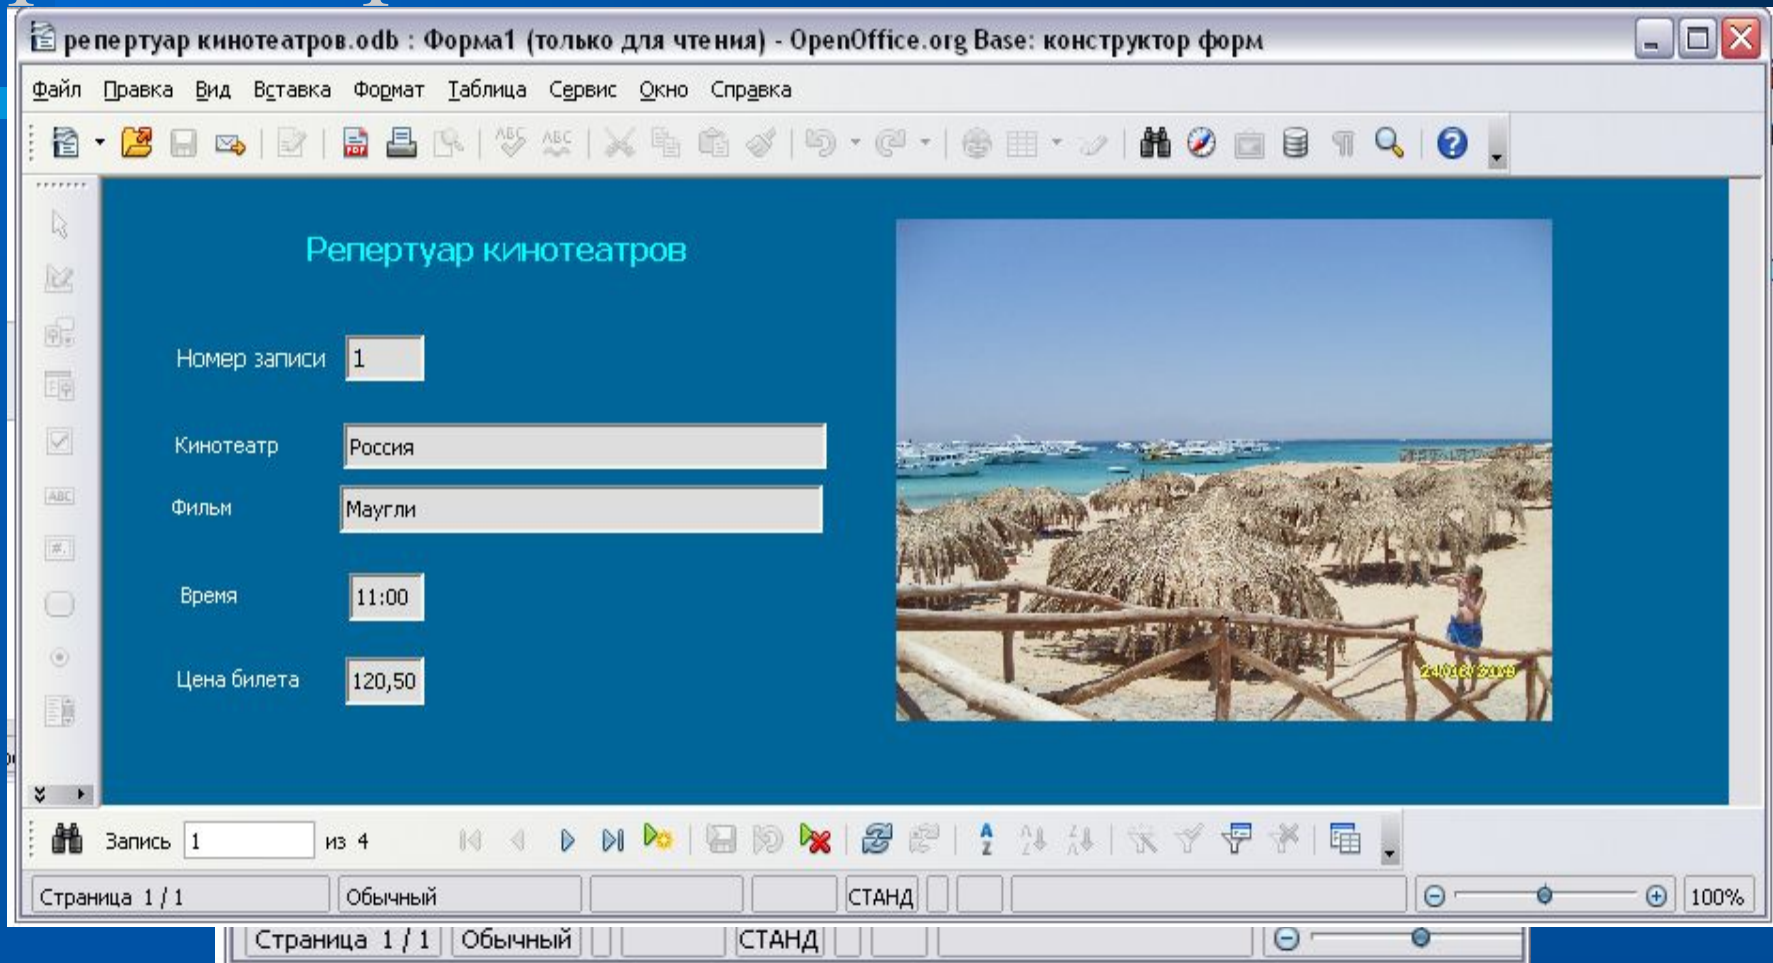 репертуар кинотеатров.odb : Форма1 (только для чтения) - OpenOffice.org Base: конструктор форм
Файл Правка Вид Вставка Формат Таблица Сервис Окно Справка
Репертуар кинотеатров
Номер записи 1
Кинотеатр Россия
Фильм Маугли
Время 11:00
Цена билета 120,50
Запись 1 из 4
Страница 1 / 1 Обычный СТАНД 100%
Страница 1 / 1 Обычный СТАНД